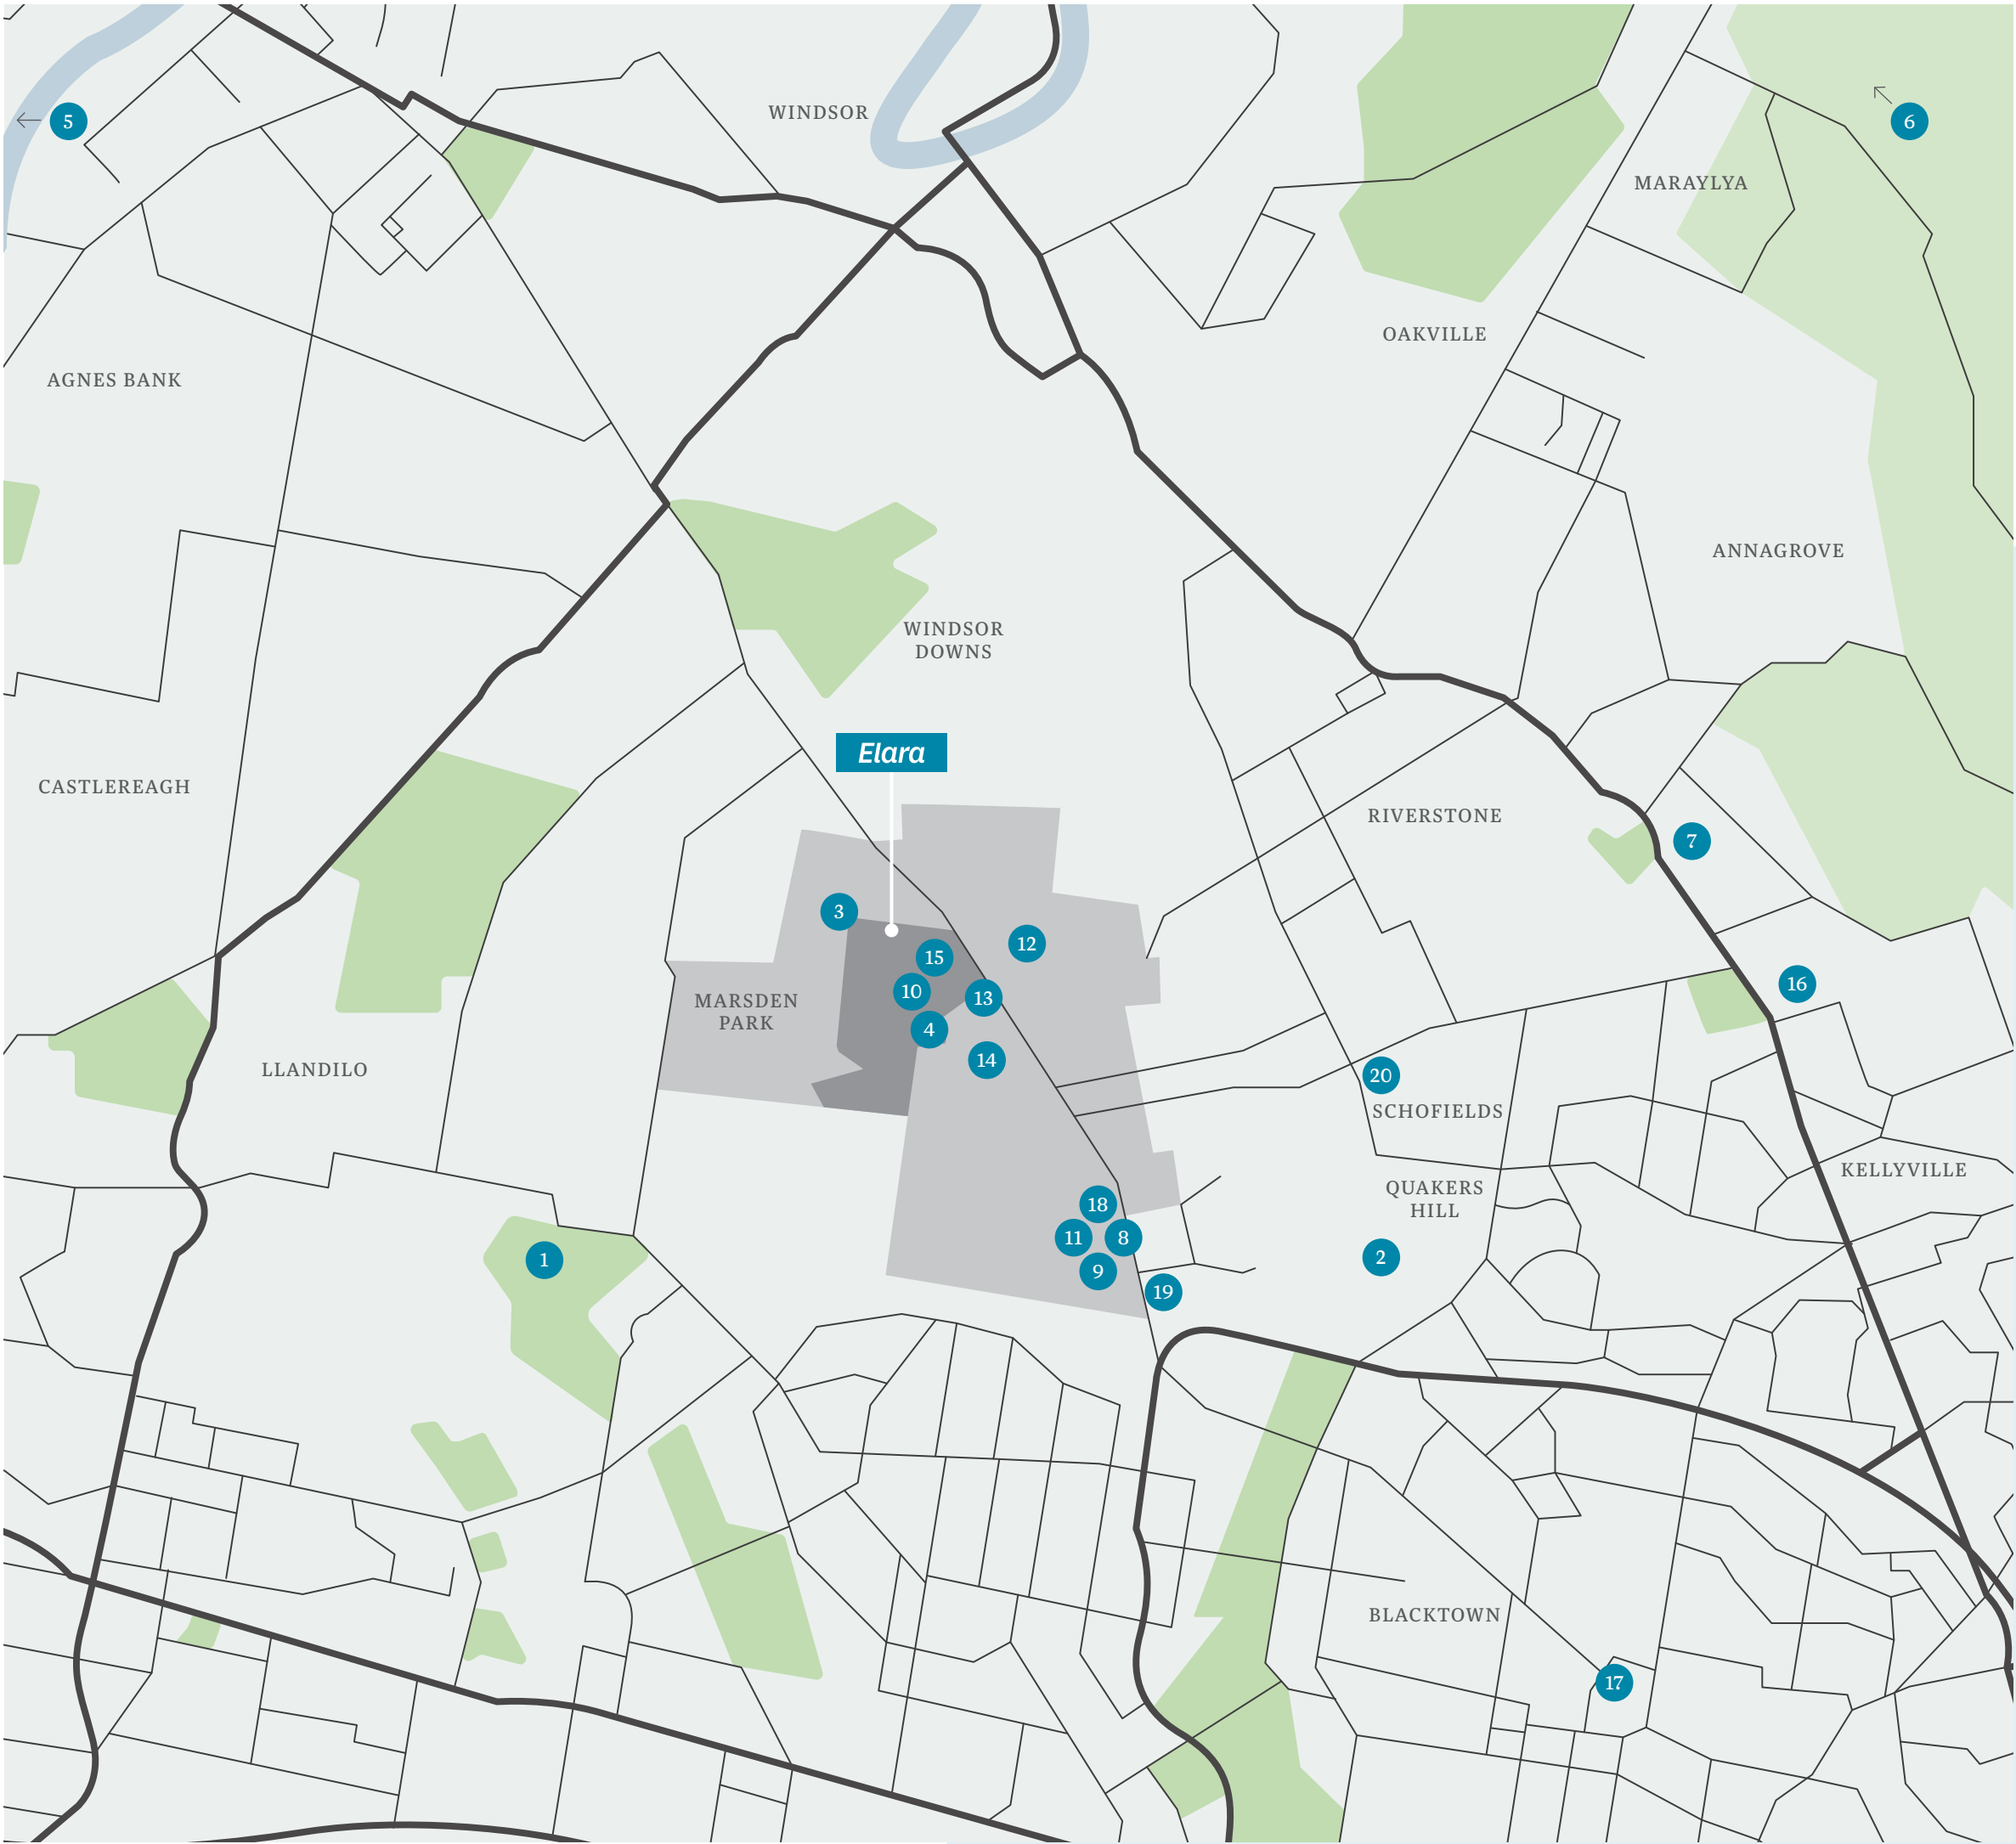 WINDSOR
5
6
MARAYLYA
OAKVILLE
AGNES BANK
ANNAGROVE
WINDSOR
DOWNS
Elara
CASTLEREAGH
RIVERSTONE
7
3
12
15
16
10
13
MARSDEN
PARK
4
14
LLANDILO
20
SCHOFIELDS
KELLYVILLE
QUAKERS
HILL
18
11
8
2
1
9
19
BLACKTOWN
17